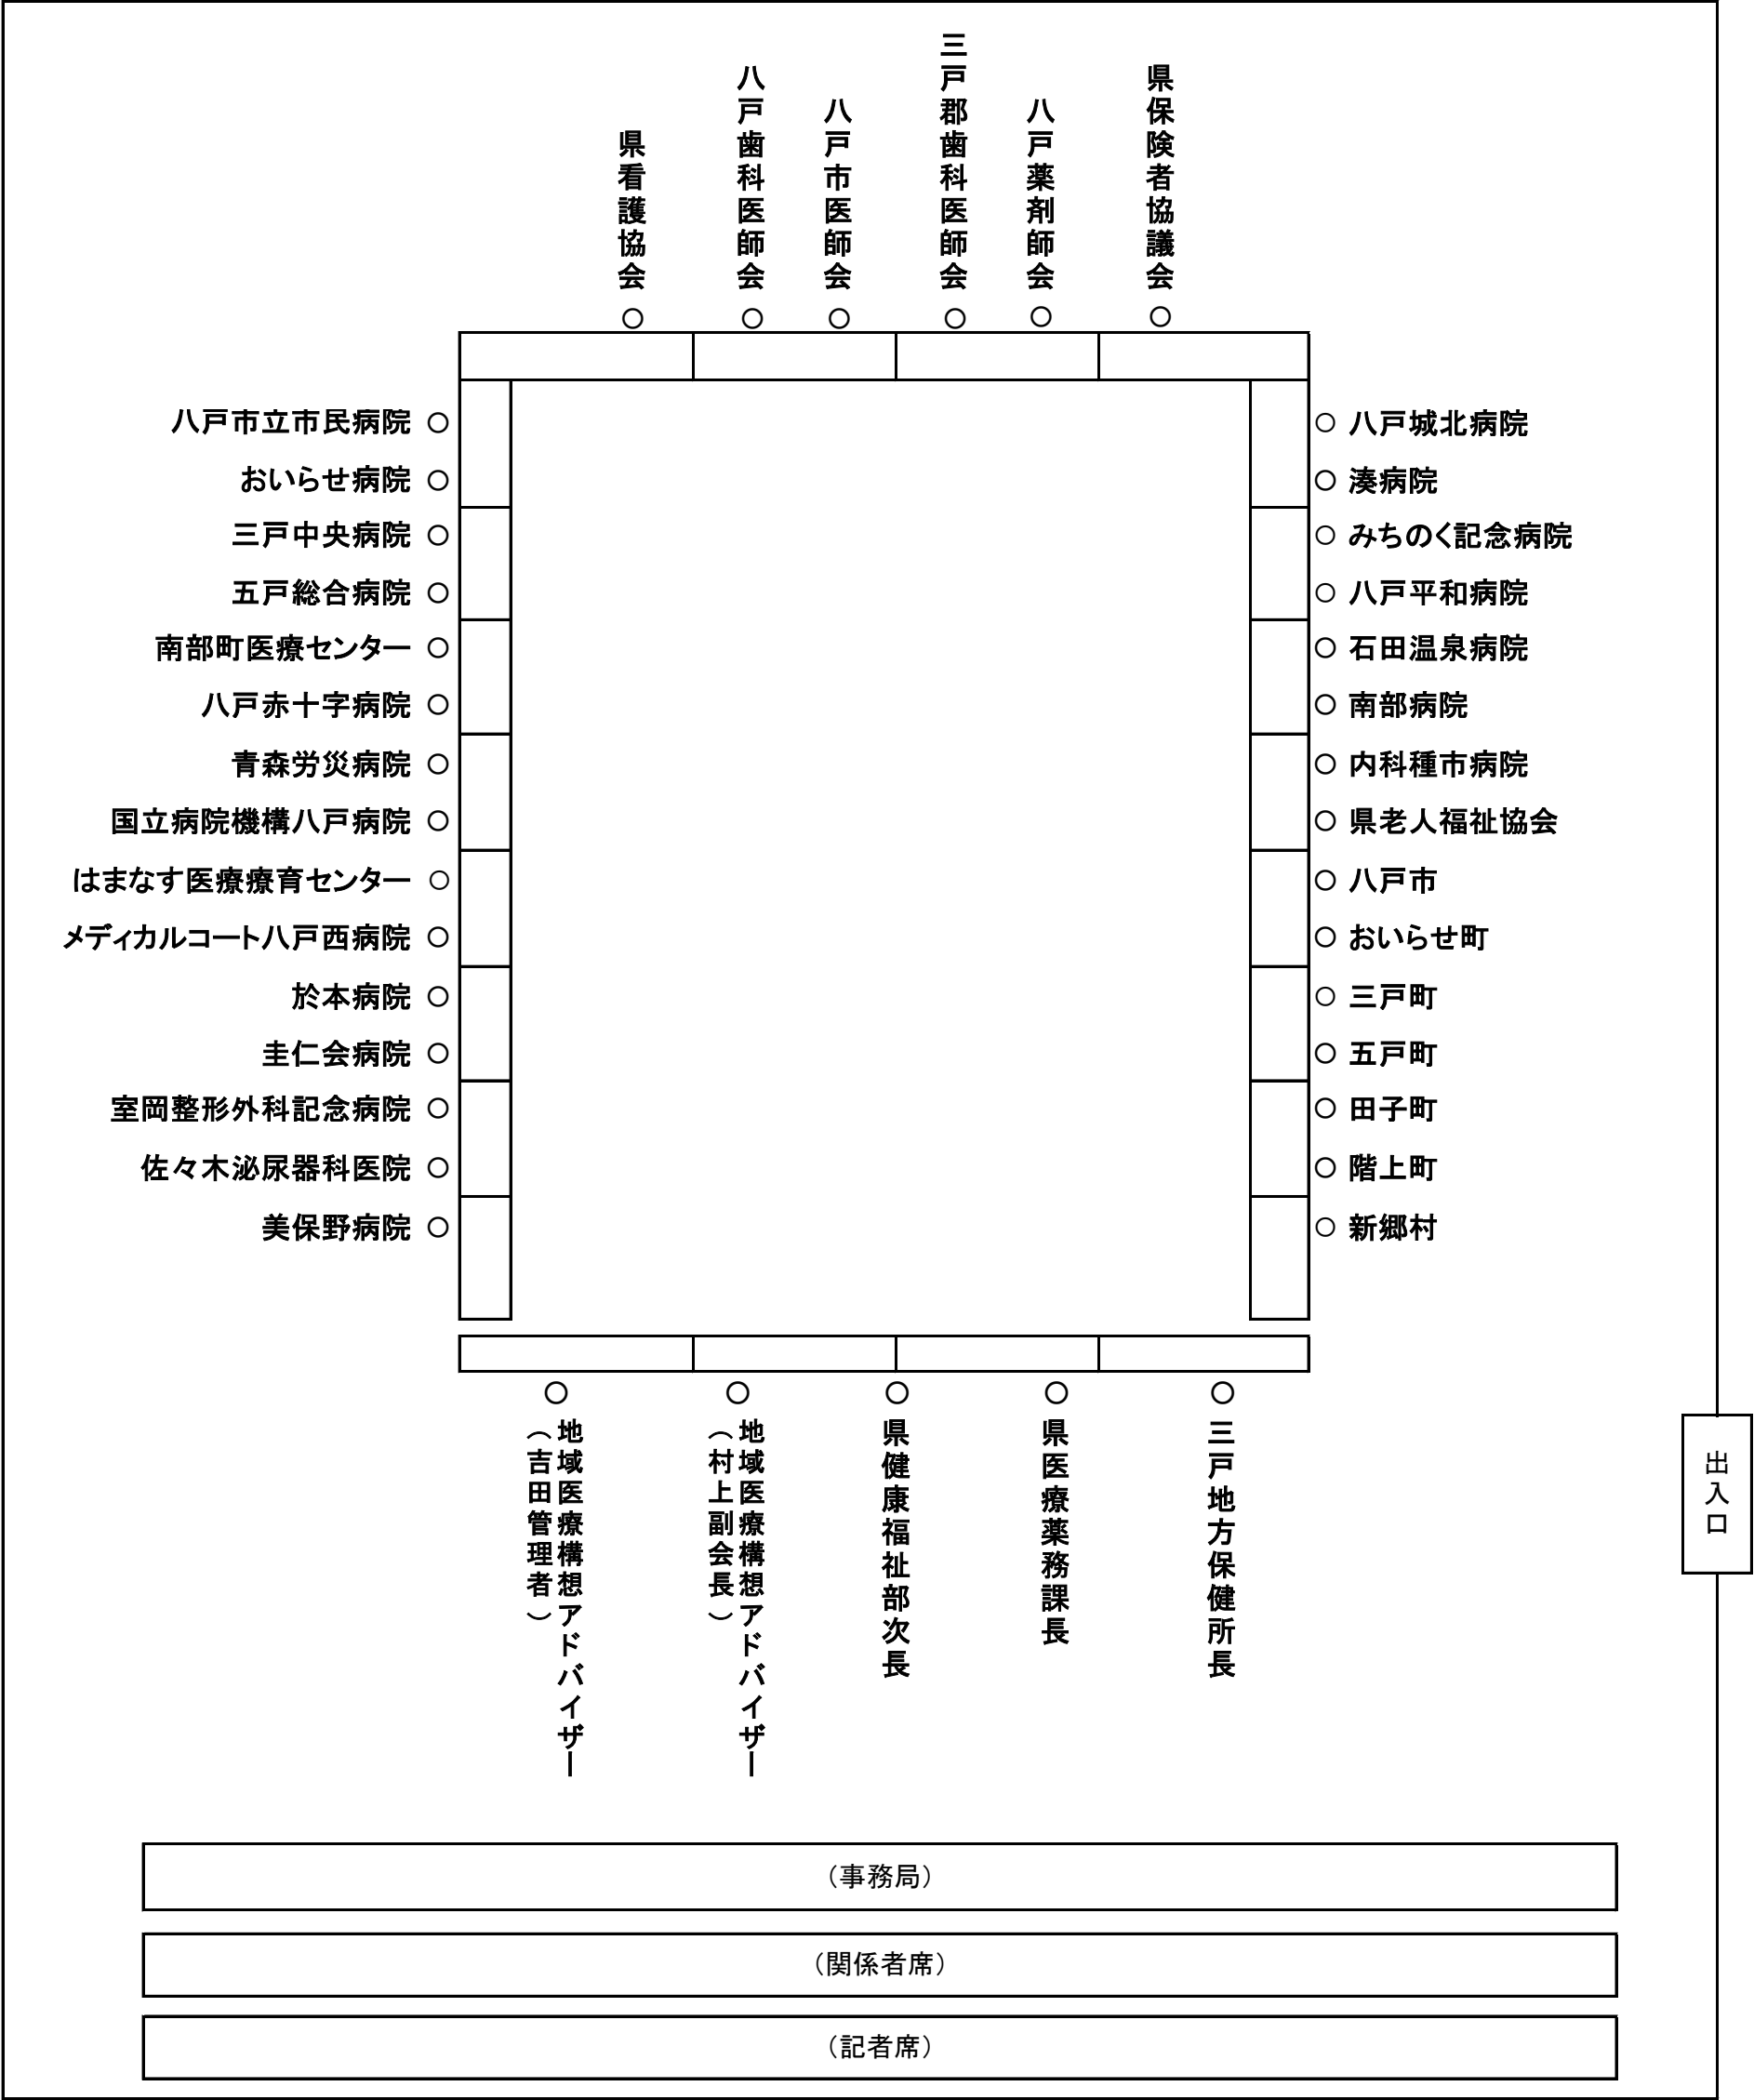 県看護協会
八戸歯科医師会
八戸市医師会
三戸郡歯科医師会
八戸薬剤師会
県保険者協議会
○ ○ ○ ○ ○ ○
八戸市立市民病院 ○
おいらせ病院 ○
三戸中央病院 ○
五戸総合病院 ○
南部町医療センター ○
八戸赤十字病院 ○
青森労災病院 ○
国立病院機構八戸病院 ○
はまなす医療療育センター ○
メディカルコート八戸西病院 ○
於本病院 ○
圭仁会病院 ○
室岡整形外科記念病院 ○
佐々木泌尿器科医院 ○
美保野病院 ○
○ 八戸城北病院
○ 湊病院
○ みちのく記念病院
○ 八戸平和病院
○ 石田温泉病院
○ 南部病院
○ 内科種市病院
○ 県老人福祉協会
○ 八戸市
○ おいらせ町
○ 三戸町
○ 五戸町
○ 田子町
○ 階上町
○ 新郷村
○ ○ ○ ○ ○
地域医療構想アドバイザー
（吉田管理者）
地域医療構想アドバイザー
（村上副会長）
県健康福祉部次長
県医療薬務課長
三戸地方保健所長
出入口
（事務局）
（関係者席）
（記者席）